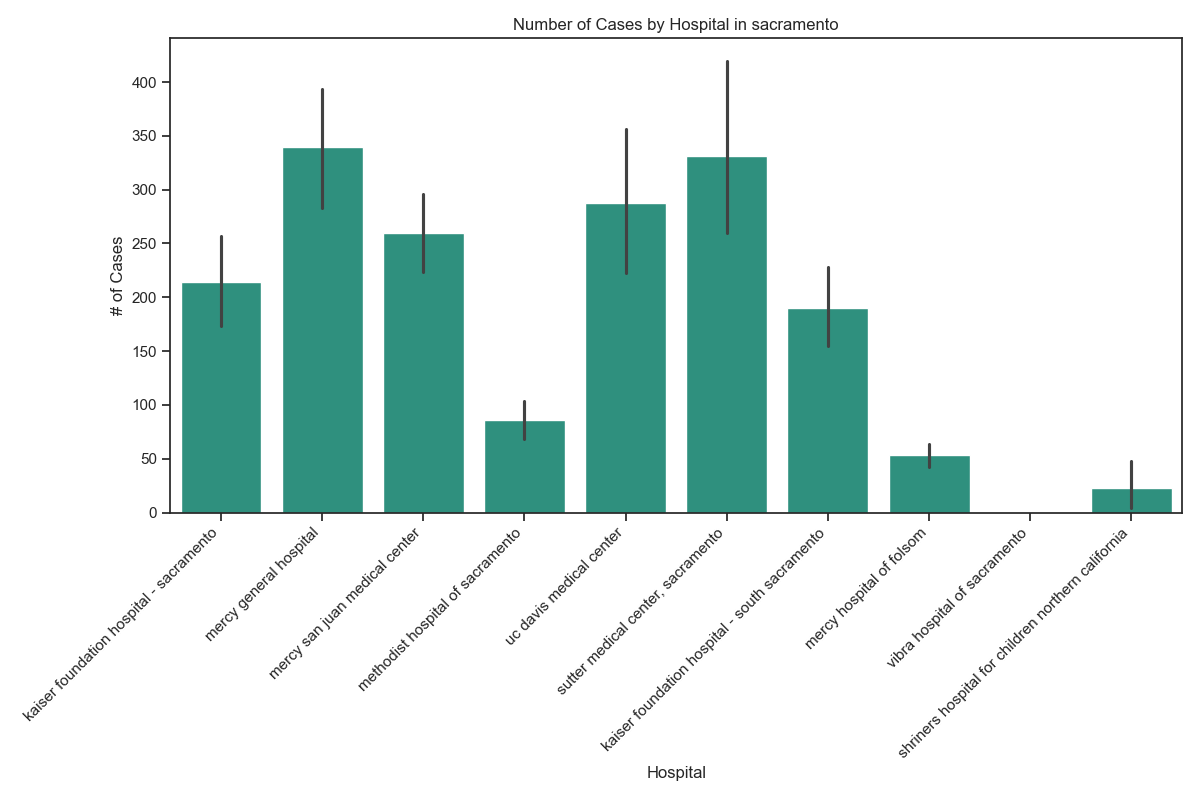 Number of Cases by Hospital in sacramento
# of Cases
400
350
300
250
200
150
100
50
0
kaiser foundation hospital - sacramento
mercy general hospital
mercy san juan medical center
methodist hospital of sacramento
uc davis medical center
sutter medical center, sacramento
kaiser foundation hospital - south sacramento
mercy hospital of folsom
vibra hospital of sacramento
shriners hospital for children northern california
Hospital